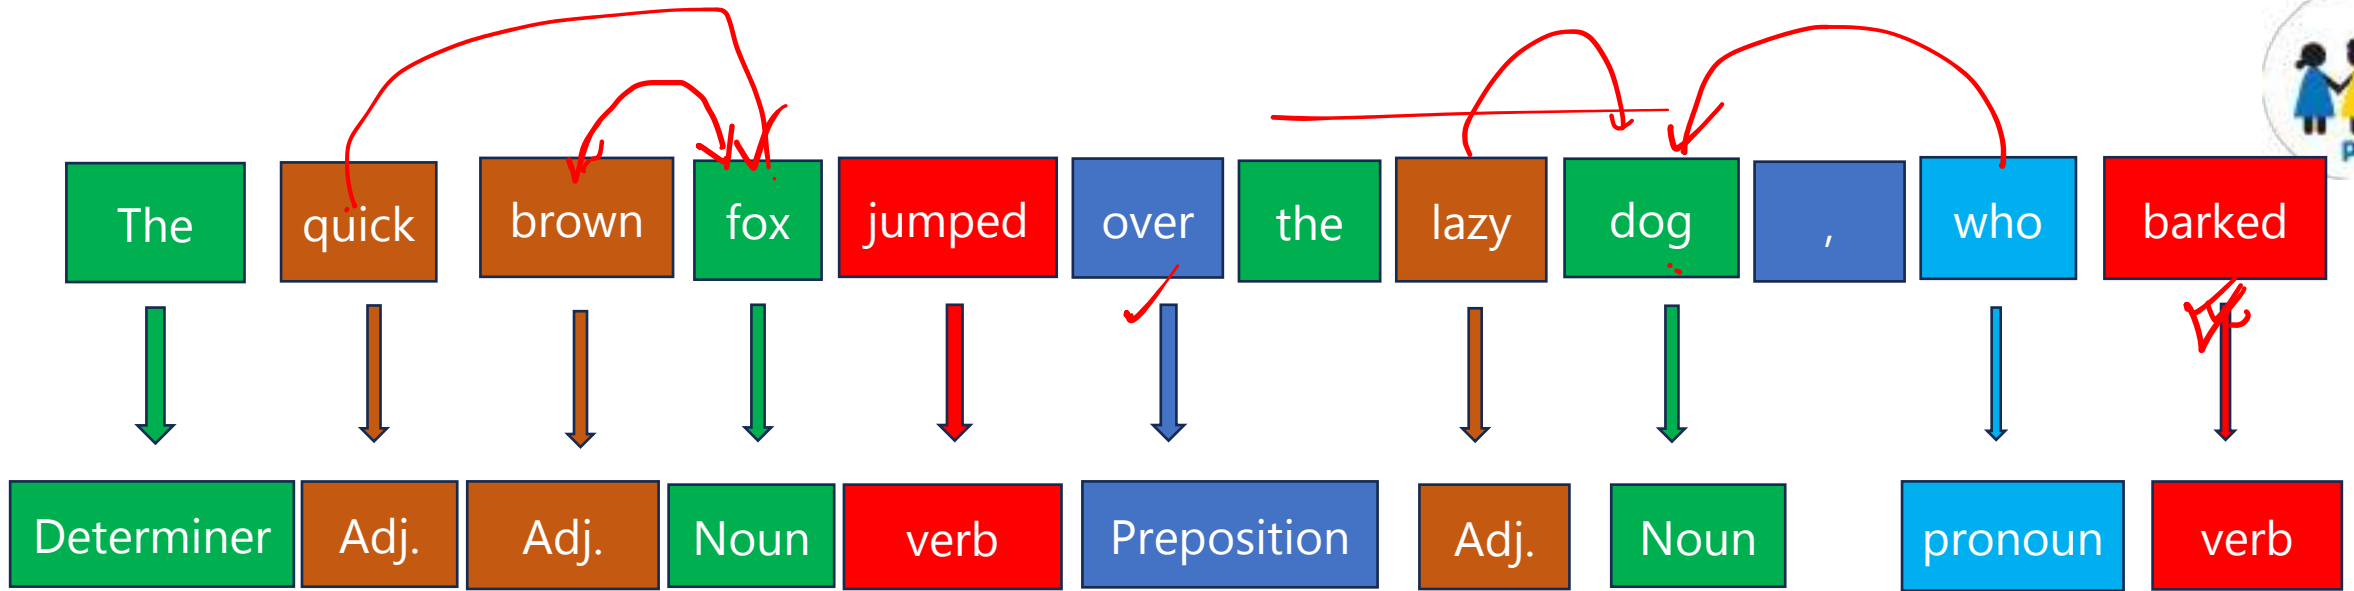 The quick brown fox jumped over the lazy dog , who barked
Determiner Adj. Adj. Noun verb Preposition Adj. Noun pronoun verb